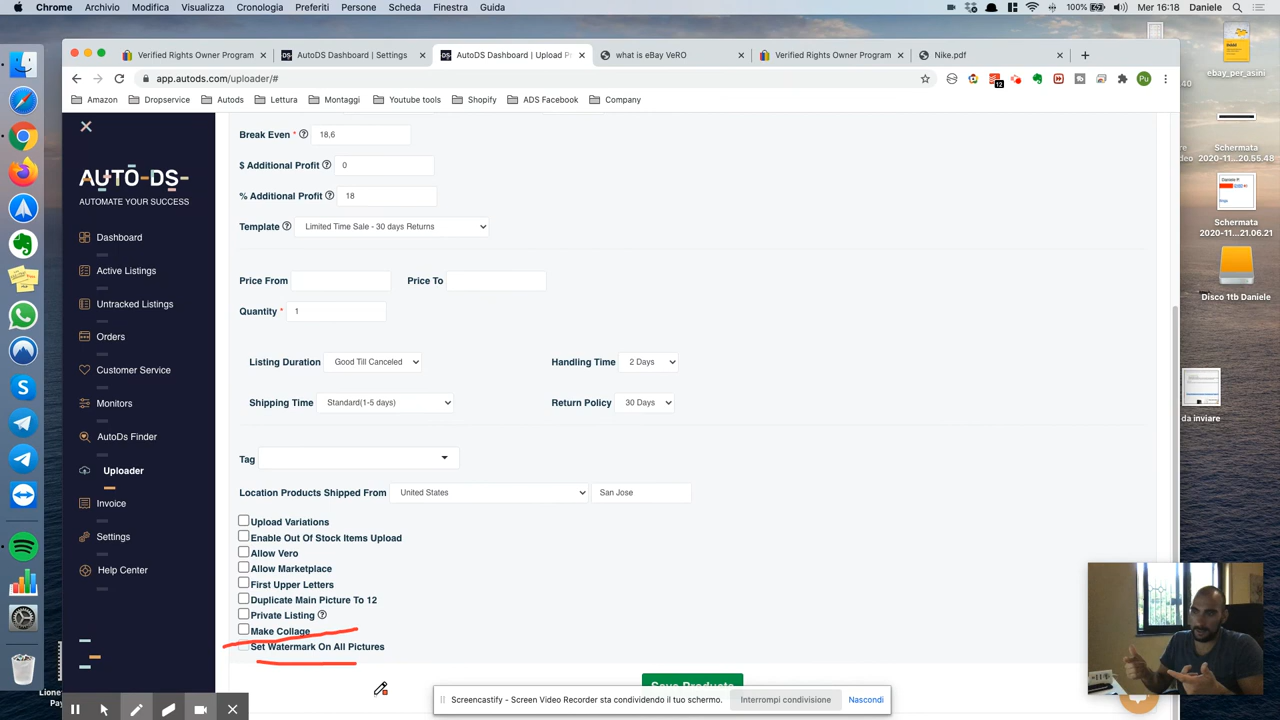 Chrome Archivio Modifica Visualizza Cronologia Preferiti Persone Scheda Finestra Guida 100% Mer 16:18
Verified Rights Owner Program AutoDS Dashboard | Settings AutoDS Dashboard | Upload P what is eBay VeRO Verified Rights Owner Program Nike.pdf
app.autods.com/uploader/#
12
Amazon Dropservice Autods Lettura Montaggi Youtube tools Shopify ADS Facebook Company
ebay_per_asini
Schermata
2020-11...20.55.48
Schermata
2020-11...21.06.21
Disco 1tb Daniele
da inviare
AUTO-DS-
AUTOMATE YOUR SUCCESS
Dashboard
Active Listings
Untracked Listings
Orders
Customer Service
Monitors
AutoDs Finder
Uploader
Invoice
Settings
Help Center
Break Even * 18,6
$ Additional Profit 0
% Additional Profit 18
Template Limited Time Sale - 30 days Returns
Price From Price To
Quantity * 1
Listing Duration Good Till Canceled Handling Time 2 Days
Shipping Time Standard(1-5 days) Return Policy 30 Days
Tag
Location Products Shipped From United States San Jose
Upload Variations
Enable Out Of Stock Items Upload
Allow Vero
Allow Marketplace
First Upper Letters
Duplicate Main Picture To 12
Private Listing
Make Collage
Set Watermark On All Pictures
Save Products
Screencastify - Screen Video Recorder sta condividendo il tuo schermo. Interrompi condivisione Nascondi